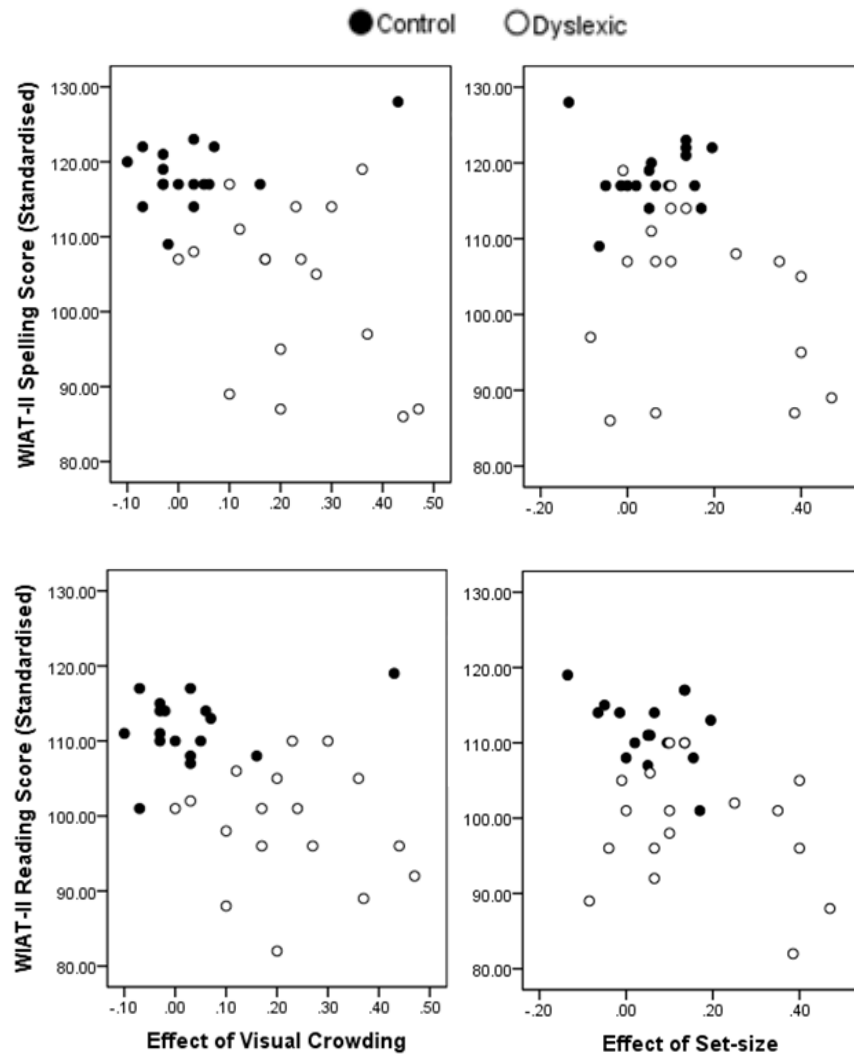 Control Dyslexic
WIAT-II Spelling Score (Standardised)
130.00
120.00
110.00
100.00
90.00
80.00
-.10 .00 .10 .20 .30 .40 .50
130.00
120.00
110.00
100.00
90.00
80.00
-.20 .00 .20 .40
WIAT-II Reading Score (Standardised)
130.00
120.00
110.00
100.00
90.00
80.00
-.10 .00 .10 .20 .30 .40 .50
Effect of Visual Crowding
130.00
120.00
110.00
100.00
90.00
80.00
-.20 .00 .20 .40
Effect of Set-size